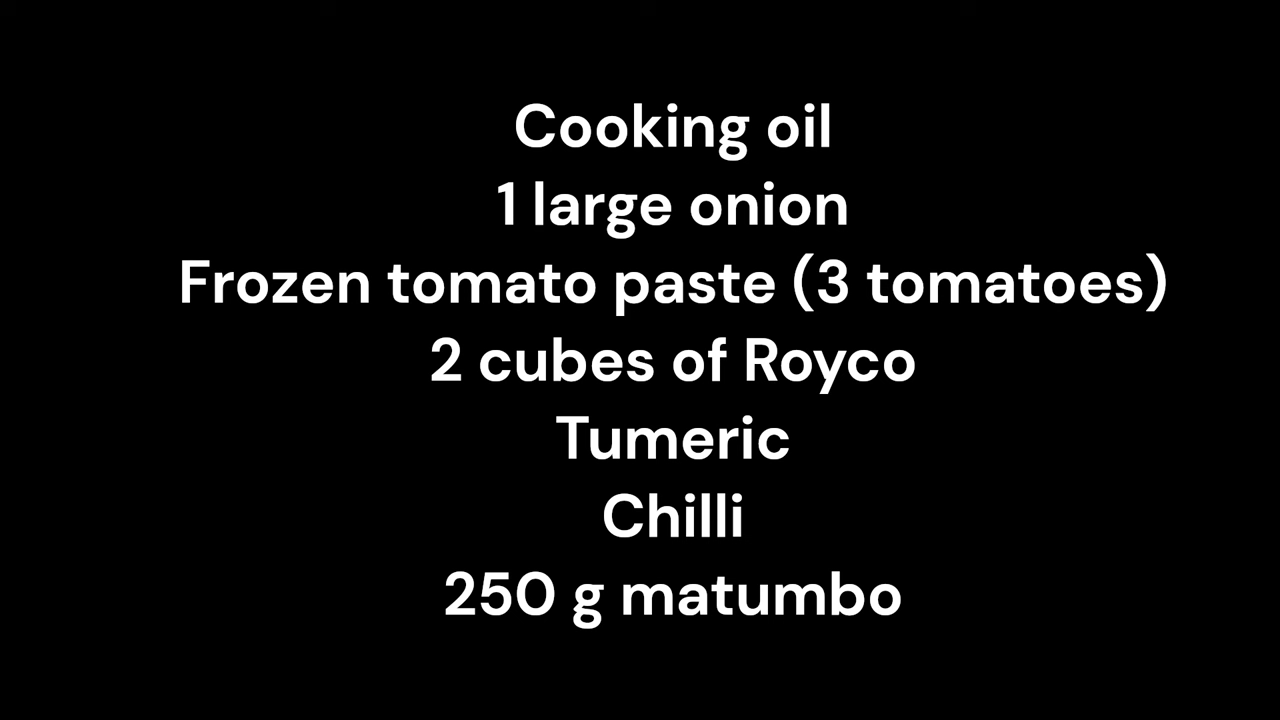 Cooking oil
1 large onion
Frozen tomato paste (3 tomatoes)
2 cubes of Royco
Tumeric
Chilli
250 g matumbo